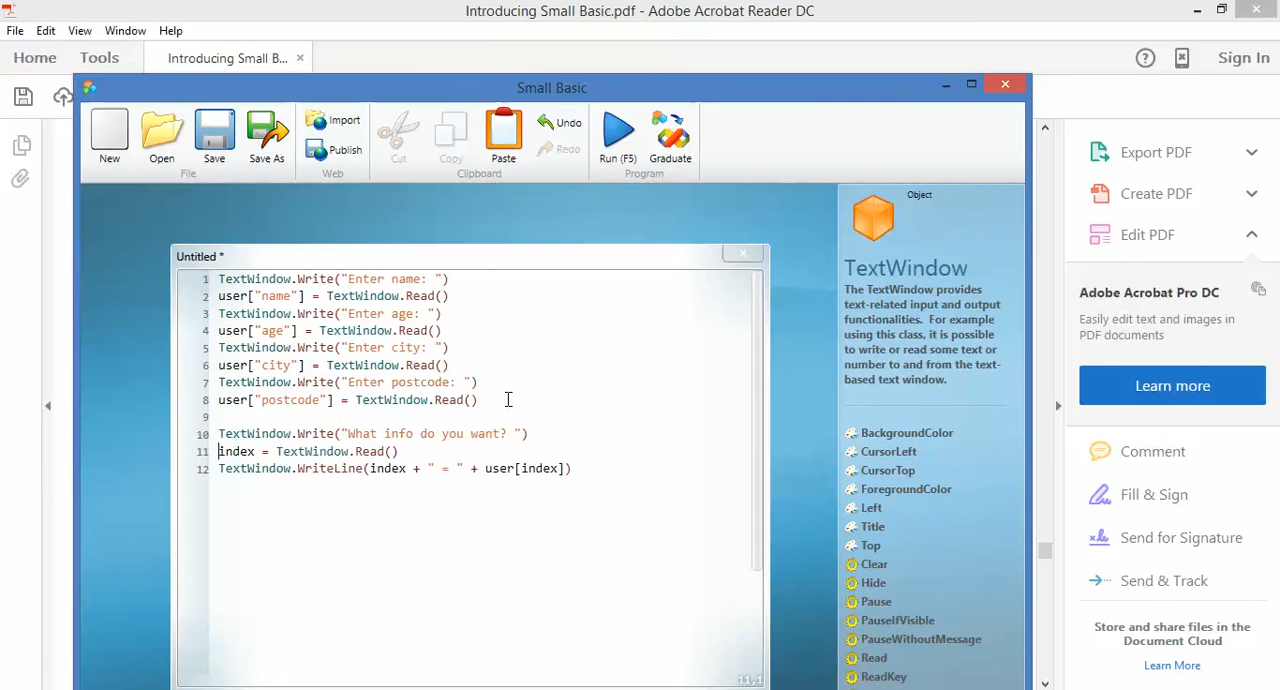 Introducing Small Basic.pdf - Adobe Acrobat Reader DC
File Edit View Window Help
Home Tools Introducing Small B... × Sign In
Small Basic
New Open Save Save As Import Publish Cut Copy Paste Undo Redo Run (F5) Graduate
File Web Clipboard Program
Export PDF
Create PDF
Edit PDF
Adobe Acrobat Pro DC
Easily edit text and images in
PDF documents
Learn more
Comment
Fill & Sign
Send for Signature
Send & Track
Store and share files in the
Document Cloud
Learn More
Untitled *
1 TextWindow.Write("Enter name: ")
2 user["name"] = TextWindow.Read()
3 TextWindow.Write("Enter age: ")
4 user["age"] = TextWindow.Read()
5 TextWindow.Write("Enter city: ")
6 user["city"] = TextWindow.Read()
7 TextWindow.Write("Enter postcode: ")
8 user["postcode"] = TextWindow.Read()
9
10 TextWindow.Write("What info do you want? ")
11 index = TextWindow.Read()
12 TextWindow.WriteLine(index + " = " + user[index])
11,1
Object
TextWindow
The TextWindow provides
text-related input and output
functionalities. For example
using this class, it is possible
to write or read some text or
number to and from the text-
based text window.
BackgroundColor
CursorLeft
CursorTop
ForegroundColor
Left
Title
Top
Clear
Hide
Pause
PauseIfVisible
PauseWithoutMessage
Read
ReadKey